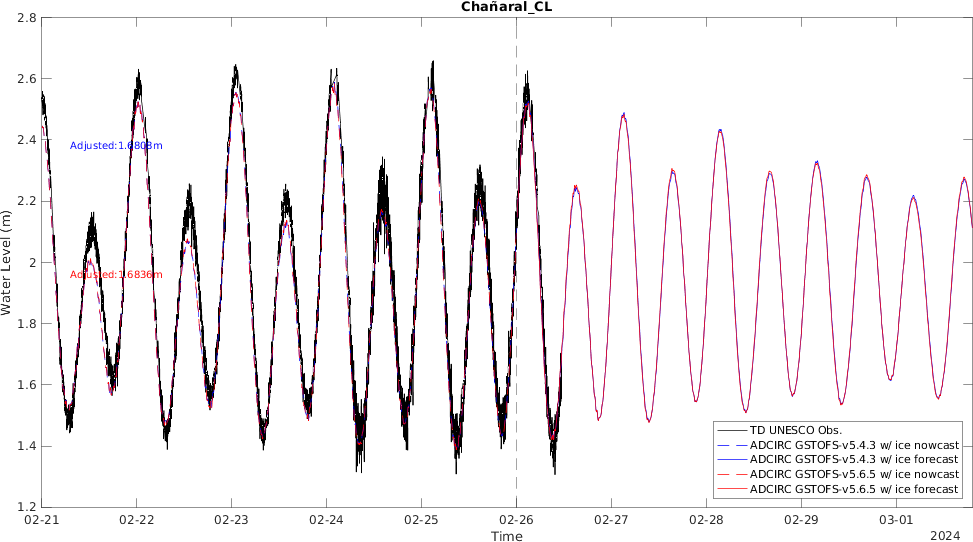 Chañaral_CL
2.8
2.6
2.4
2.2
2
1.8
1.6
1.4
1.2
Water Level (m)
Adjusted:1.6803m
Adjusted:1.6836m
TD UNESCO Obs.
ADCIRC GSTOFS-v5.4.3 w/ ice nowcast
ADCIRC GSTOFS-v5.4.3 w/ ice forecast
ADCIRC GSTOFS-v5.6.5 w/ ice nowcast
ADCIRC GSTOFS-v5.6.5 w/ ice forecast
02-21 02-22 02-23 02-24 02-25 02-26 02-27 02-28 02-29 03-01
Time
2024